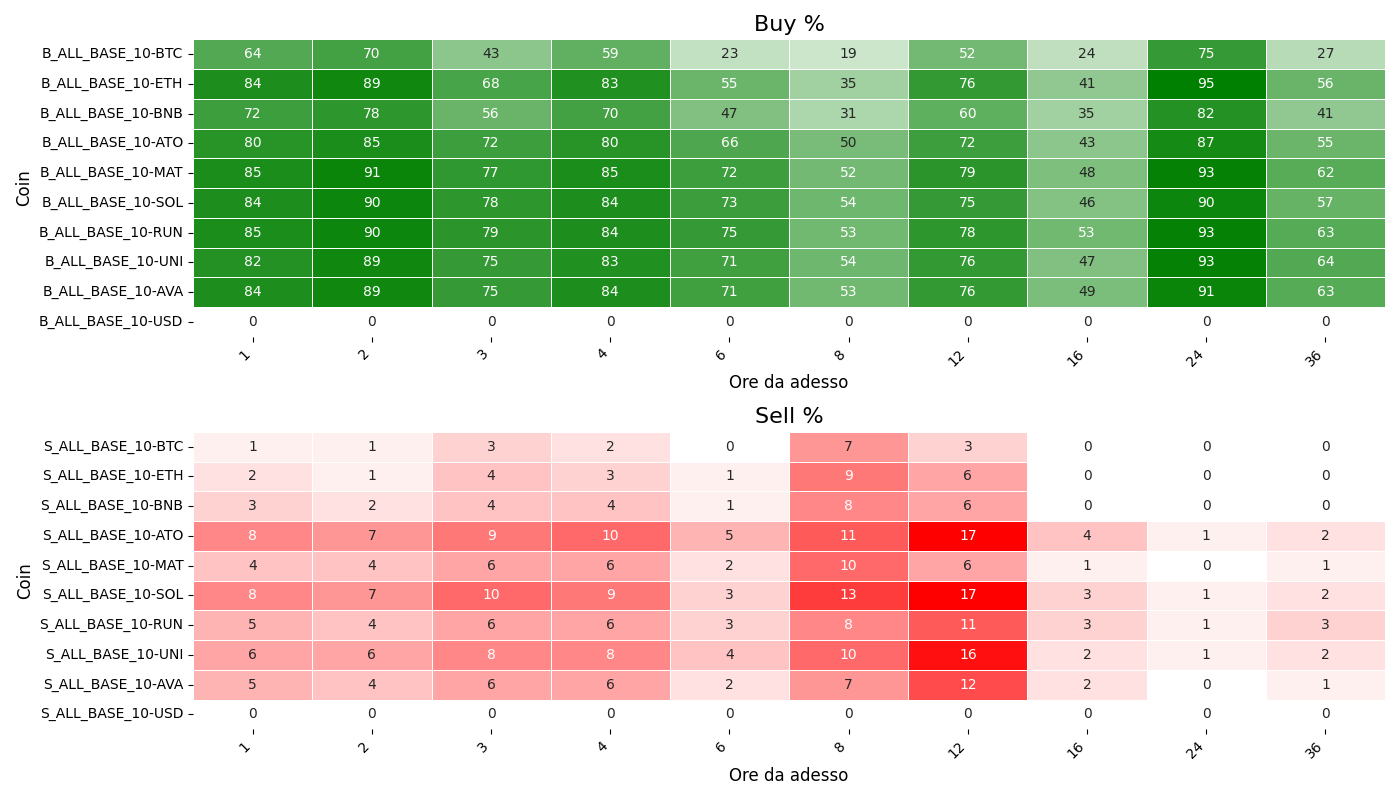 Buy %
Coin
B_ALL_BASE_10-BTC 64 70 43 59 23 19 52 24 75 27
B_ALL_BASE_10-ETH 84 89 68 83 55 35 76 41 95 56
B_ALL_BASE_10-BNB 72 78 56 70 47 31 60 35 82 41
B_ALL_BASE_10-ATO 80 85 72 80 66 50 72 43 87 55
B_ALL_BASE_10-MAT 85 91 77 85 72 52 79 48 93 62
B_ALL_BASE_10-SOL 84 90 78 84 73 54 75 46 90 57
B_ALL_BASE_10-RUN 85 90 79 84 75 53 78 53 93 63
B_ALL_BASE_10-UNI 82 89 75 83 71 54 76 47 93 64
B_ALL_BASE_10-AVA 84 89 75 84 71 53 76 49 91 63
B_ALL_BASE_10-USD 0 0 0 0 0 0 0 0 0 0
1 2 3 4 6 8 12 16 24 36
Ore da adesso
Sell %
Coin
S_ALL_BASE_10-BTC 1 1 3 2 0 7 3 0 0 0
S_ALL_BASE_10-ETH 2 1 4 3 1 9 6 0 0 0
S_ALL_BASE_10-BNB 3 2 4 4 1 8 6 0 0 0
S_ALL_BASE_10-ATO 8 7 9 10 5 11 17 4 1 2
S_ALL_BASE_10-MAT 4 4 6 6 2 10 6 1 0 1
S_ALL_BASE_10-SOL 8 7 10 9 3 13 17 3 1 2
S_ALL_BASE_10-RUN 5 4 6 6 3 8 11 3 1 3
S_ALL_BASE_10-UNI 6 6 8 8 4 10 16 2 1 2
S_ALL_BASE_10-AVA 5 4 6 6 2 7 12 2 0 1
S_ALL_BASE_10-USD 0 0 0 0 0 0 0 0 0 0
1 2 3 4 6 8 12 16 24 36
Ore da adesso